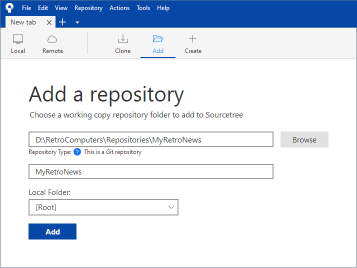 File Edit View Repository Actions Tools Help
New tab
Local Remote Clone Add Create
Add a repository
Choose a working copy repository folder to add to Sourcetree
D:\RetroComputers\Repositories\MyRetroNews Browse
Repository Type: ? This is a Git repository
MyRetroNews
Local Folder:
[Root]
Add